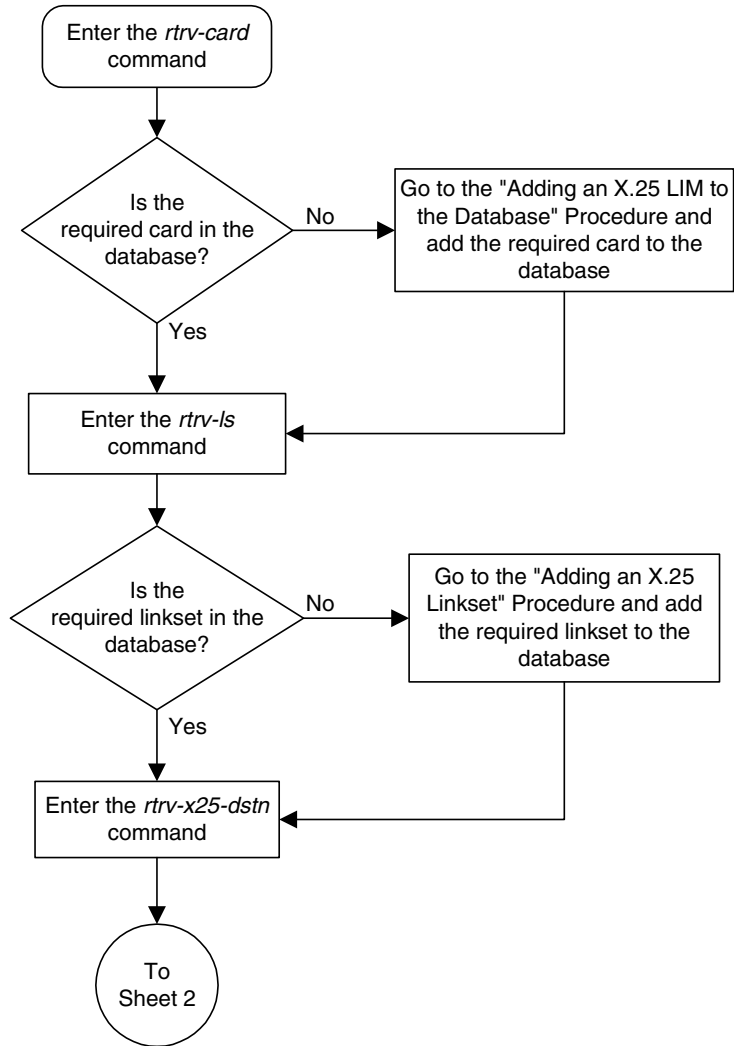 Enter the rtrv-card
command
Is the
required card in the
database?
No
Go to the "Adding an X.25 LIM to
the Database" Procedure and
add the required card to the
database
Yes
Enter the rtrv-ls
command
Is the
required linkset in the
database?
No
Go to the "Adding an X.25
Linkset" Procedure and add
the required linkset to the
database
Yes
Enter the rtrv-x25-dstn
command
To
Sheet 2